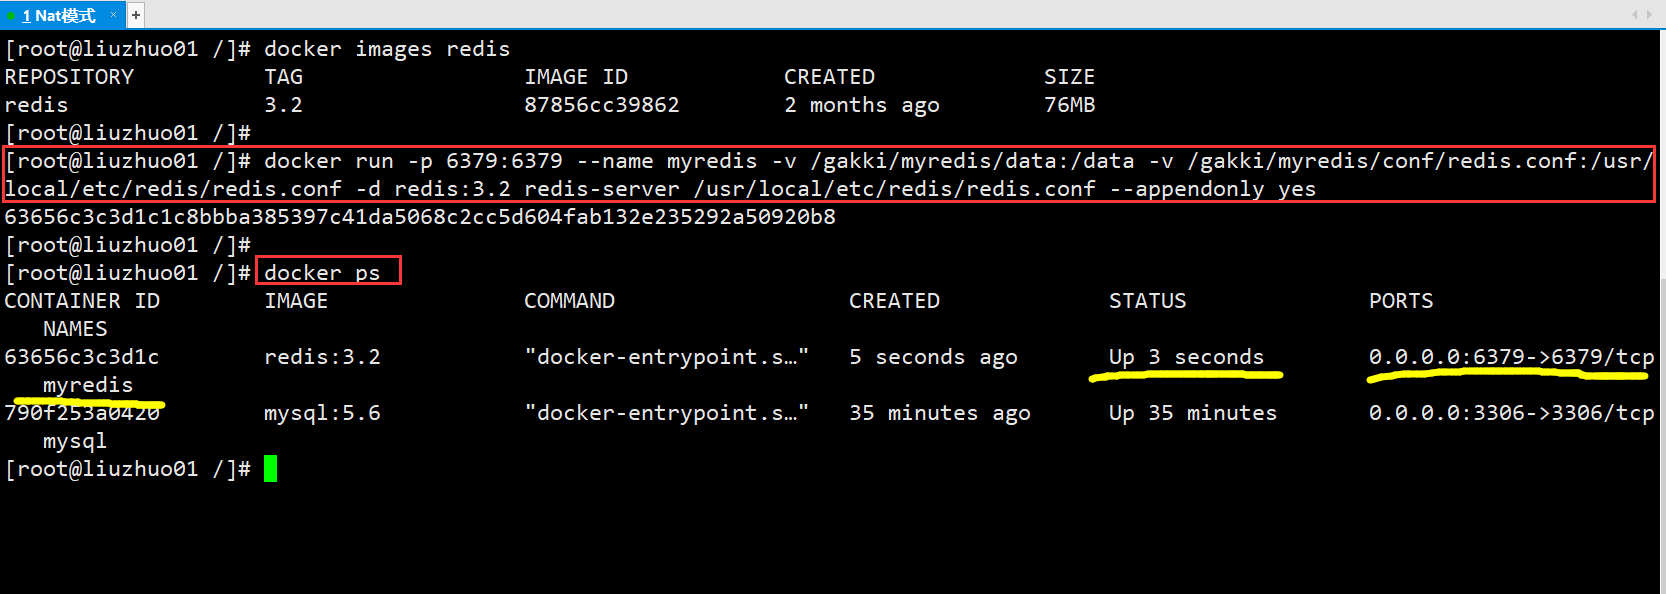 1 Nat模式 × +
[root@liuzhuo01 /]# docker images redis
REPOSITORY TAG IMAGE ID CREATED SIZE
redis 3.2 87856cc39862 2 months ago 76MB
[root@liuzhuo01 /]#
[root@liuzhuo01 /]# docker run -p 6379:6379 --name myredis -v /gakki/myredis/data:/data -v /gakki/myredis/conf/redis.conf:/usr/
local/etc/redis/redis.conf -d redis:3.2 redis-server /usr/local/etc/redis/redis.conf --appendonly yes
63656c3c3d1c1c8bbba385397c41da5068c2cc5d604fab132e235292a50920b8
[root@liuzhuo01 /]#
[root@liuzhuo01 /]# docker ps
CONTAINER ID IMAGE COMMAND CREATED STATUS PORTS
NAMES
63656c3c3d1c redis:3.2 "docker-entrypoint.s…" 5 seconds ago Up 3 seconds 0.0.0.0:6379->6379/tcp
myredis
790f253a0420 mysql:5.6 "docker-entrypoint.s…" 35 minutes ago Up 35 minutes 0.0.0.0:3306->3306/tcp
mysql
[root@liuzhuo01 /]#